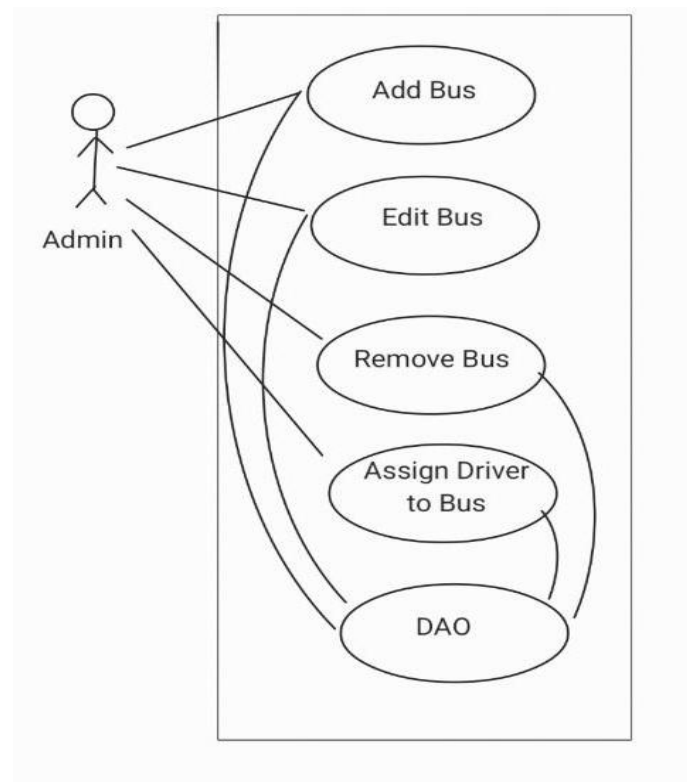 Add Bus
Edit Bus
Admin
Remove Bus
Assign Driver
to Bus
DAO